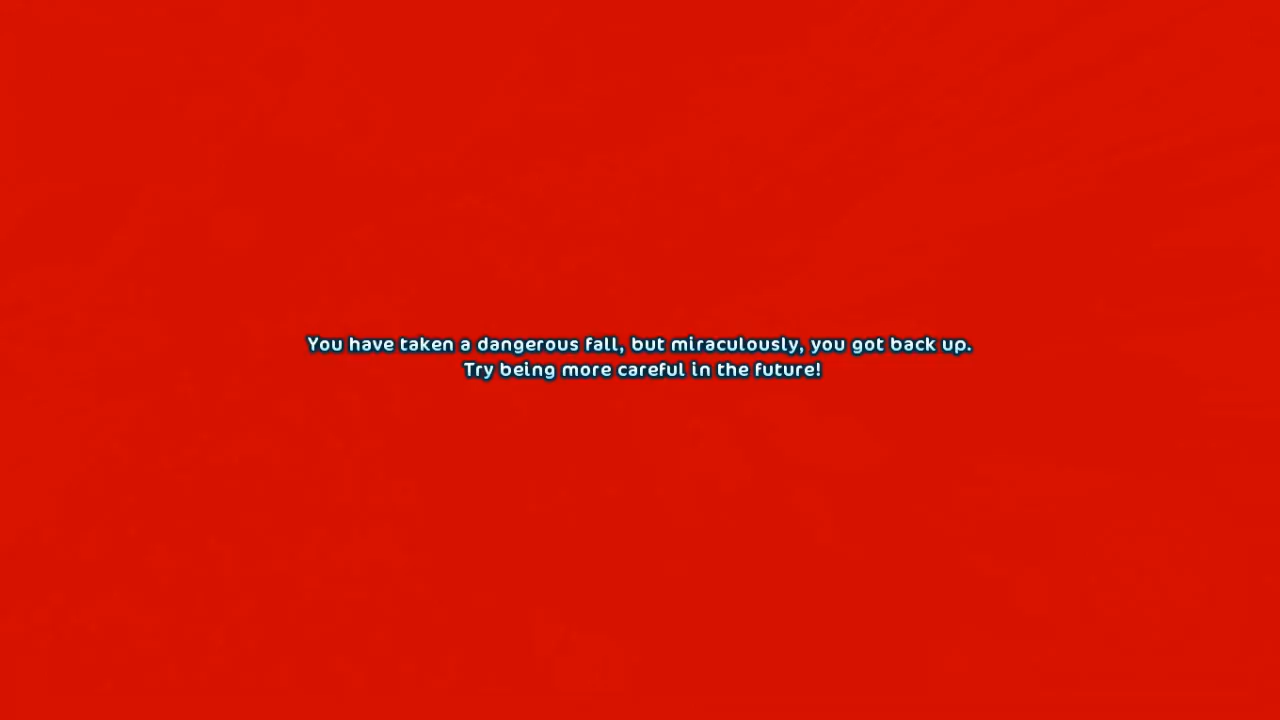 You have taken a dangerous fall, but miraculously, you got back up.
Try being more careful in the future!